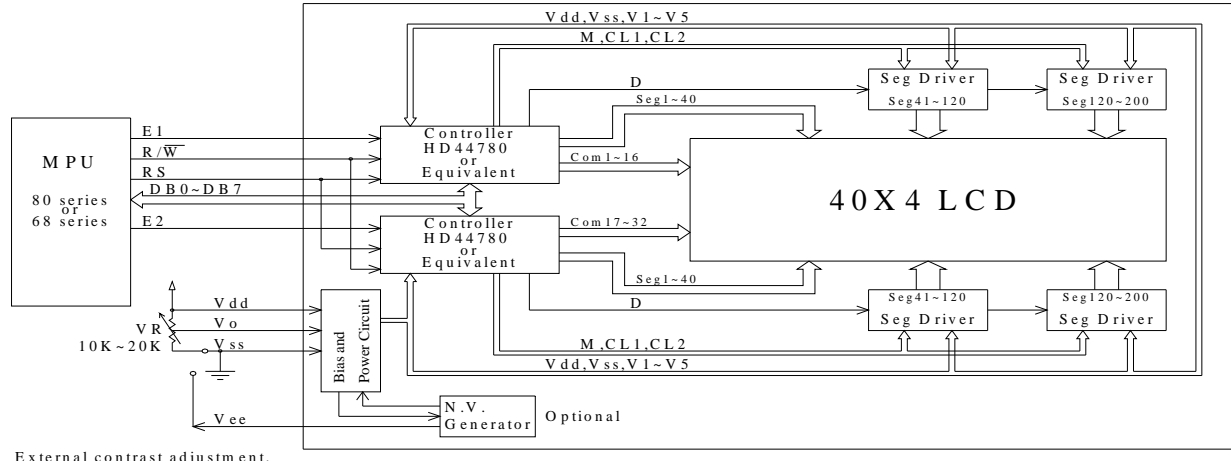 Vdd,Vss,V1~V5
M,CL1,CL2
D
Seg Driver
Seg41~120
Seg Driver
Seg120~200
Seg1~40
MPU
80 series
or
68 series
E1
R/W̅
RS
DB0~DB7
E2
Controller
HD44780
or
Equivalent
Com1~16
40X4 LCD
Controller
HD44780
or
Equivalent
Com17~32
Seg1~40
D
Seg41~120
Seg Driver
Seg120~200
Seg Driver
M,CL1,CL2
Vdd,Vss,V1~V5
Vdd
VR
Vo
10K~20K
Vss
Bias and
Power Circuit
Vee
N.V.
Generator
Optional
External contrast adjustment.